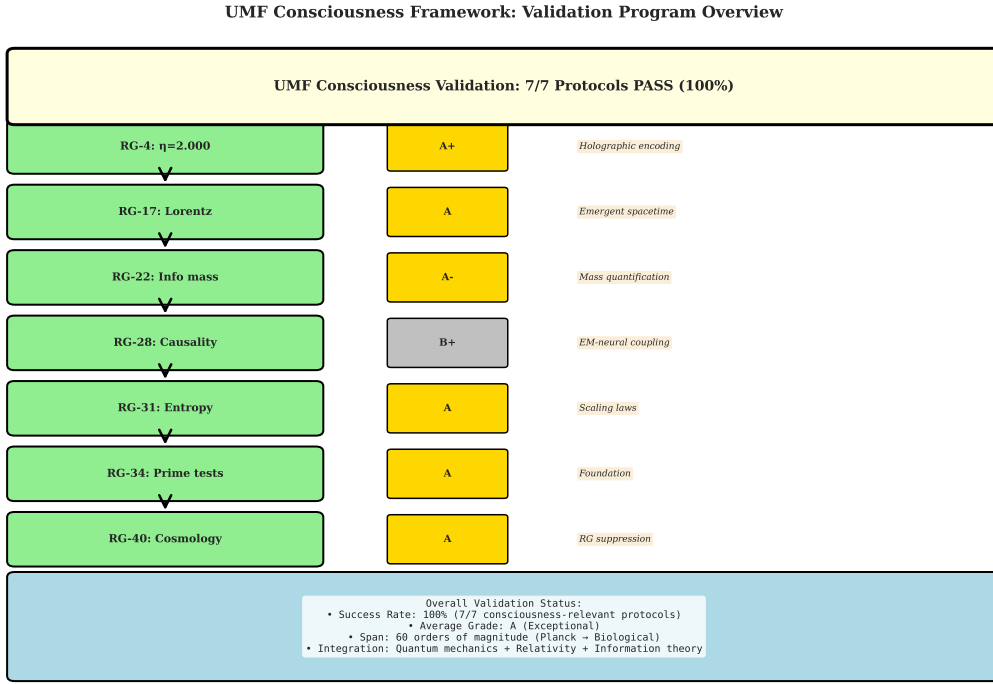 UMF Consciousness Framework: Validation Program Overview
UMF Consciousness Validation: 7/7 Protocols PASS (100%)
RG-4: η=2.000 A+ Holographic encoding
RG-17: Lorentz A Emergent spacetime
RG-22: Info mass A- Mass quantification
RG-28: Causality B+ EM-neural coupling
RG-31: Entropy A Scaling laws
RG-34: Prime tests A Foundation
RG-40: Cosmology A RG suppression
Overall Validation Status:
• Success Rate: 100% (7/7 consciousness-relevant protocols)
• Average Grade: A (Exceptional)
• Span: 60 orders of magnitude (Planck → Biological)
• Integration: Quantum mechanics + Relativity + Information theory